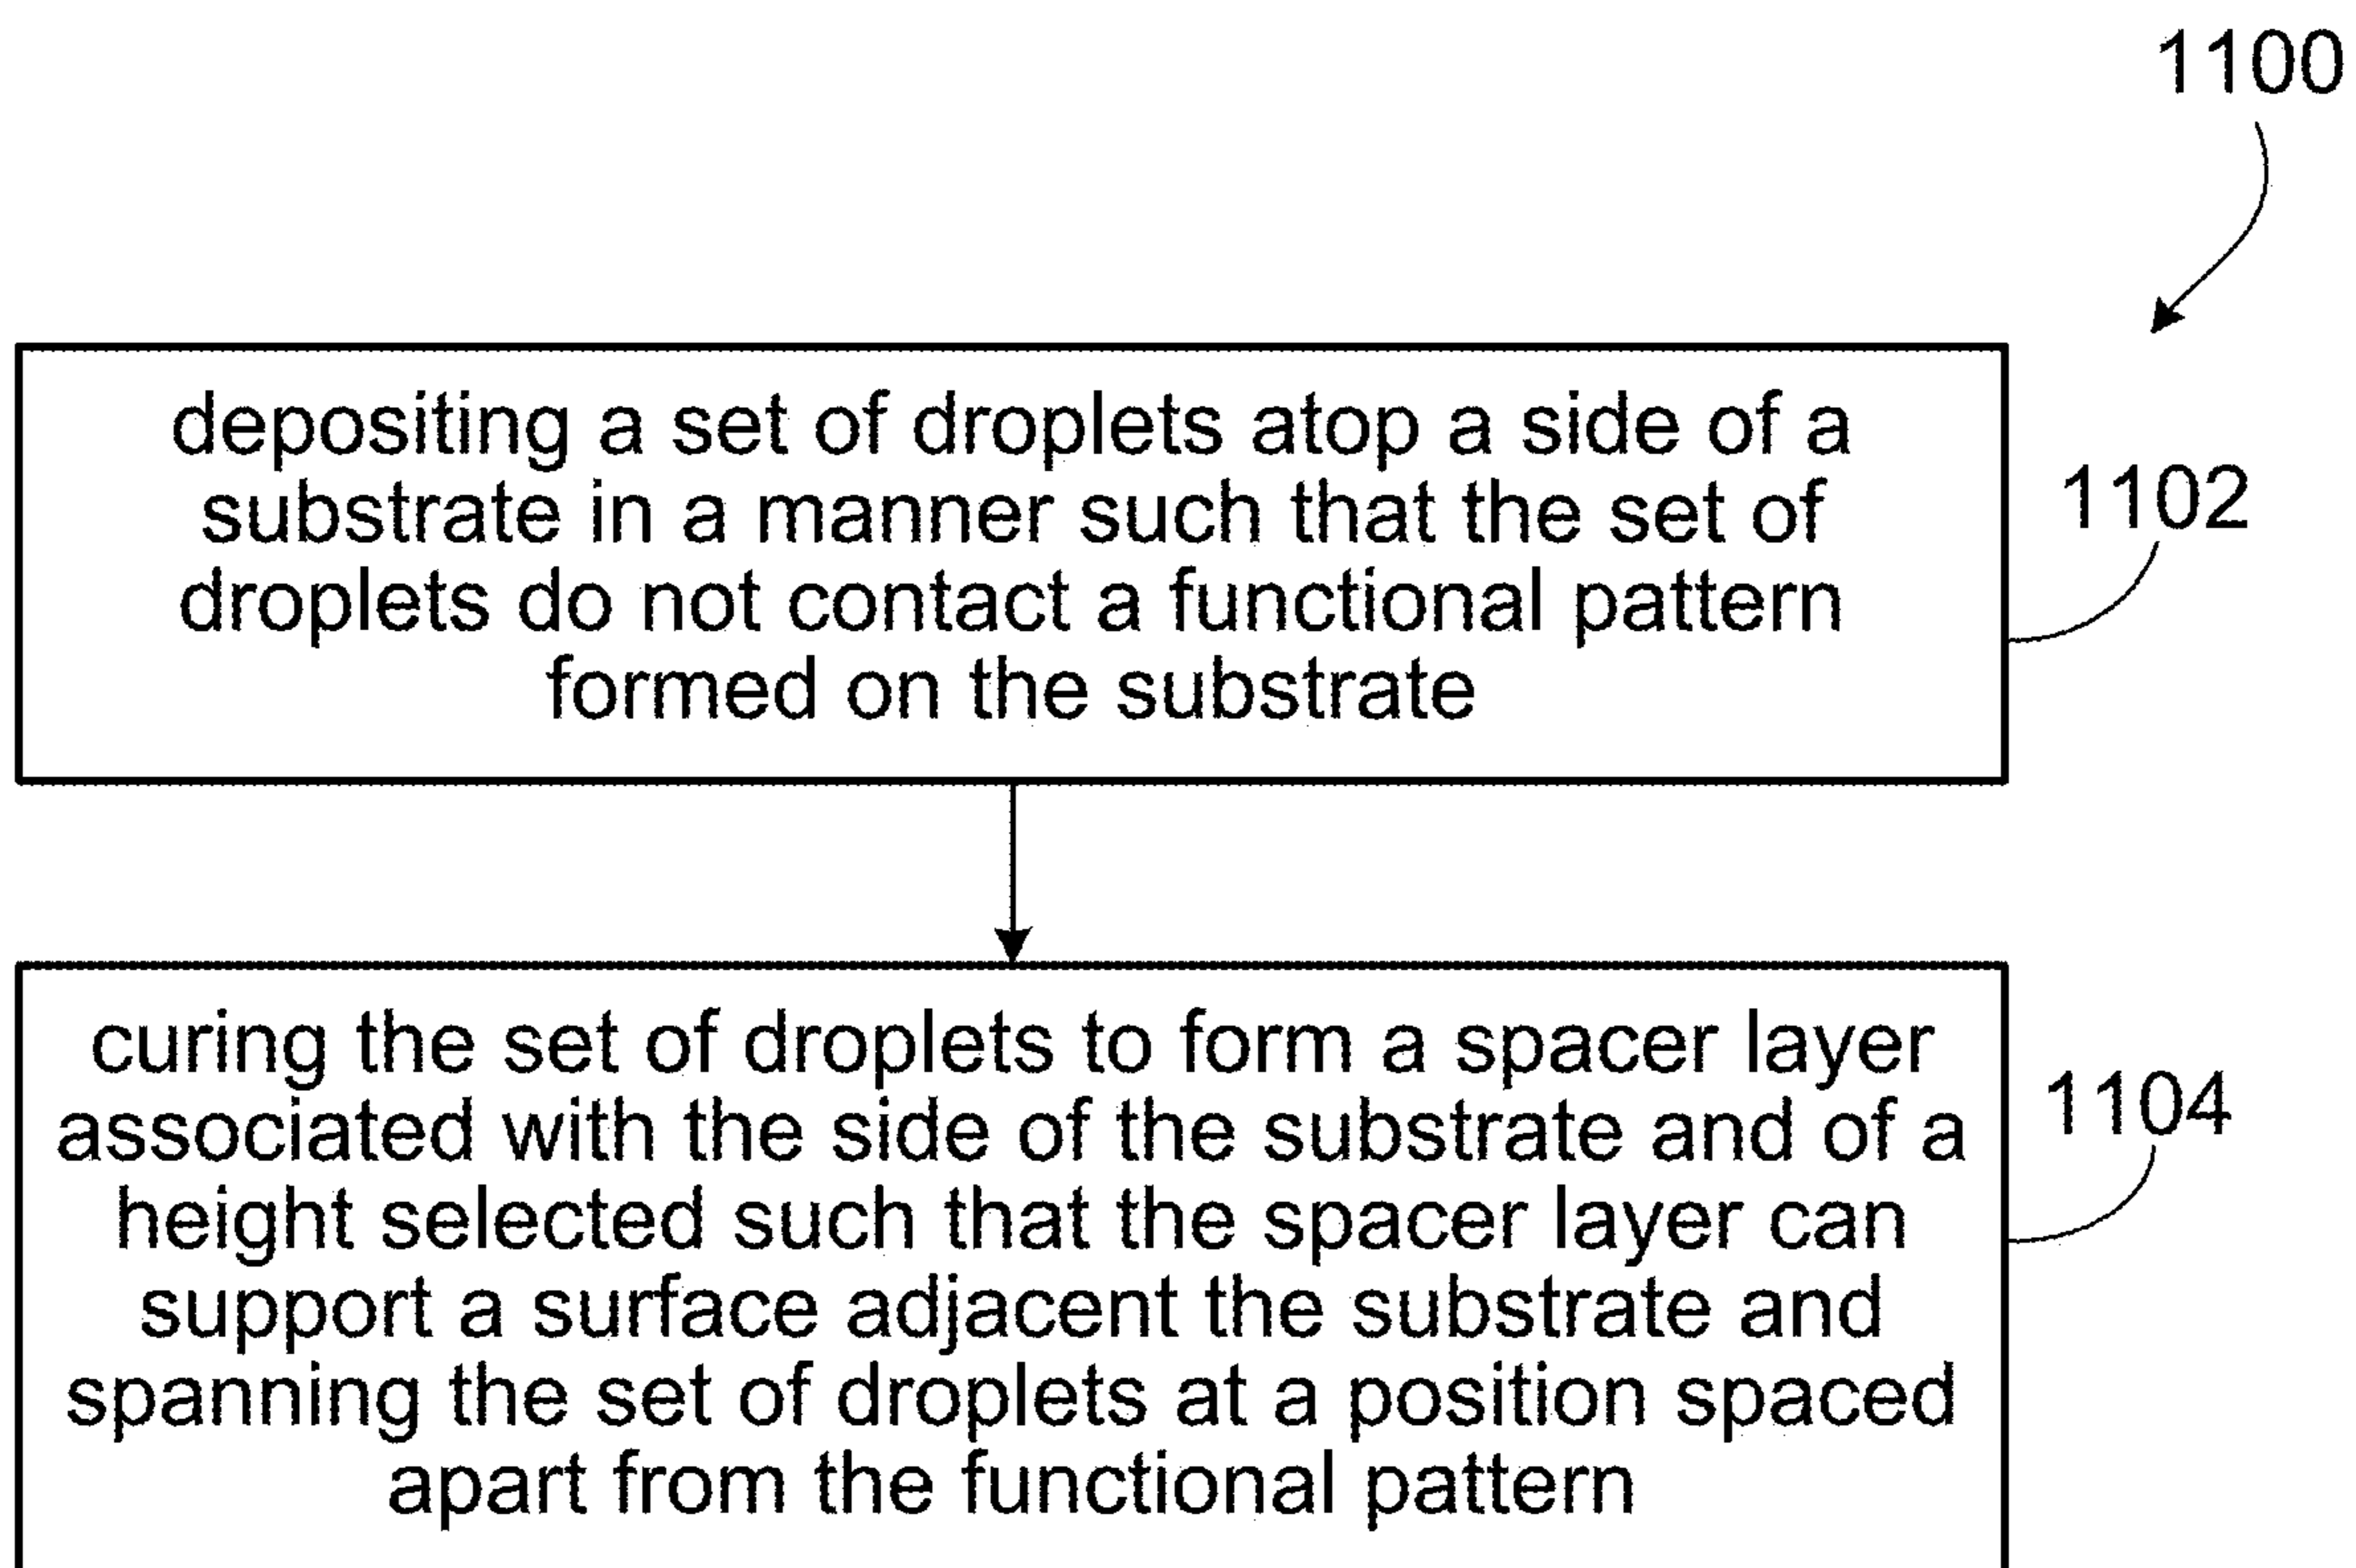 1100
depositing a set of droplets atop a side of a
substrate in a manner such that the set of
droplets do not contact a functional pattern
formed on the substrate
1102
curing the set of droplets to form a spacer layer
associated with the side of the substrate and of a
height selected such that the spacer layer can
support a surface adjacent the substrate and
spanning the set of droplets at a position spaced
apart from the functional pattern
1104